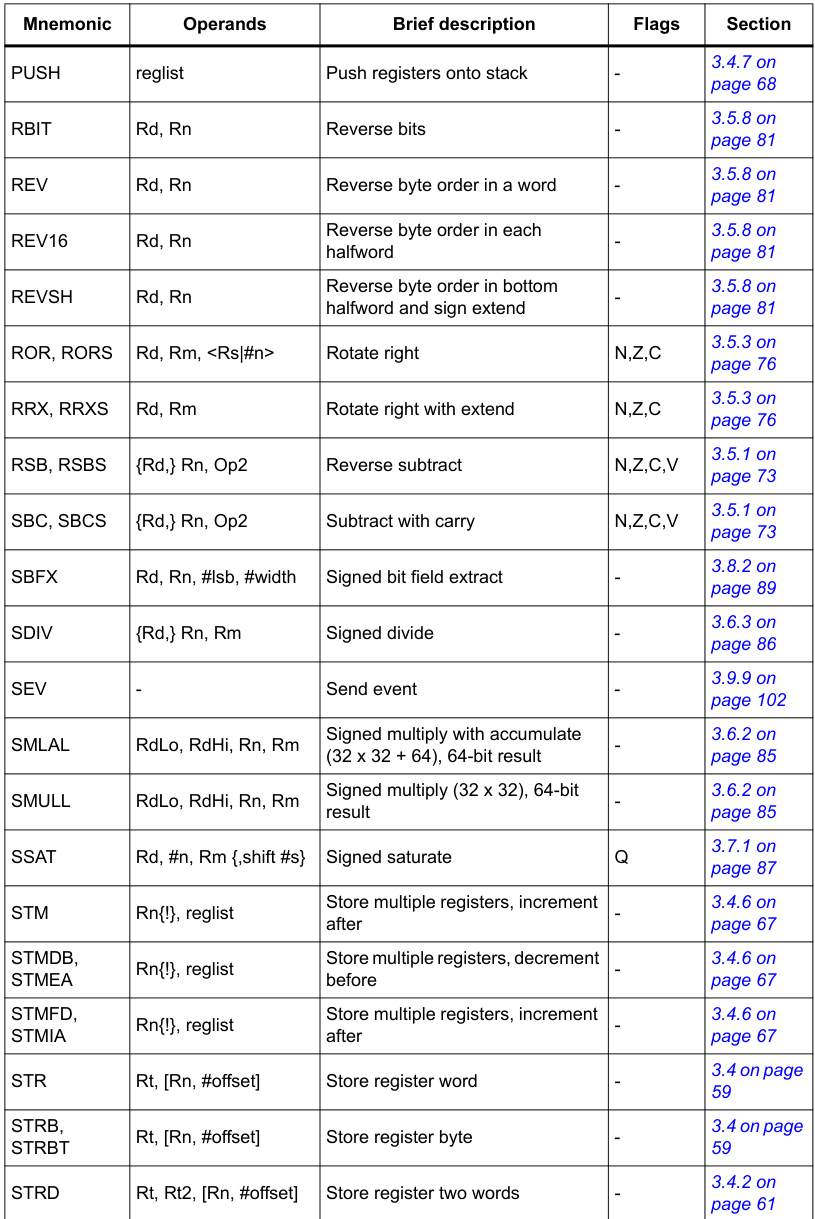 Mnemonic Operands Brief description Flags Section
PUSH reglist Push registers onto stack - 3.4.7 on
page 68
RBIT Rd, Rn Reverse bits - 3.5.8 on
page 81
REV Rd, Rn Reverse byte order in a word - 3.5.8 on
page 81
REV16 Rd, Rn Reverse byte order in each
halfword - 3.5.8 on
page 81
REVSH Rd, Rn Reverse byte order in bottom
halfword and sign extend - 3.5.8 on
page 81
ROR, RORS Rd, Rm, <Rs|#n> Rotate right N,Z,C 3.5.3 on
page 76
RRX, RRXS Rd, Rm Rotate right with extend N,Z,C 3.5.3 on
page 76
RSB, RSBS {Rd,} Rn, Op2 Reverse subtract N,Z,C,V 3.5.1 on
page 73
SBC, SBCS {Rd,} Rn, Op2 Subtract with carry N,Z,C,V 3.5.1 on
page 73
SBFX Rd, Rn, #lsb, #width Signed bit field extract - 3.8.2 on
page 89
SDIV {Rd,} Rn, Rm Signed divide - 3.6.3 on
page 86
SEV - Send event - 3.9.9 on
page 102
SMLAL RdLo, RdHi, Rn, Rm Signed multiply with accumulate
(32 x 32 + 64), 64-bit result - 3.6.2 on
page 85
SMULL RdLo, RdHi, Rn, Rm Signed multiply (32 x 32), 64-bit
result - 3.6.2 on
page 85
SSAT Rd, #n, Rm {,shift #s} Signed saturate Q 3.7.1 on
page 87
STM Rn{!}, reglist Store multiple registers, increment
after - 3.4.6 on
page 67
STMDB,
STMEA Rn{!}, reglist Store multiple registers, decrement
before - 3.4.6 on
page 67
STMFD,
STMIA Rn{!}, reglist Store multiple registers, increment
after - 3.4.6 on
page 67
STR Rt, [Rn, #offset] Store register word - 3.4 on page
59
STRB,
STRBT Rt, [Rn, #offset] Store register byte - 3.4 on page
59
STRD Rt, Rt2, [Rn, #offset] Store register two words - 3.4.2 on
page 61